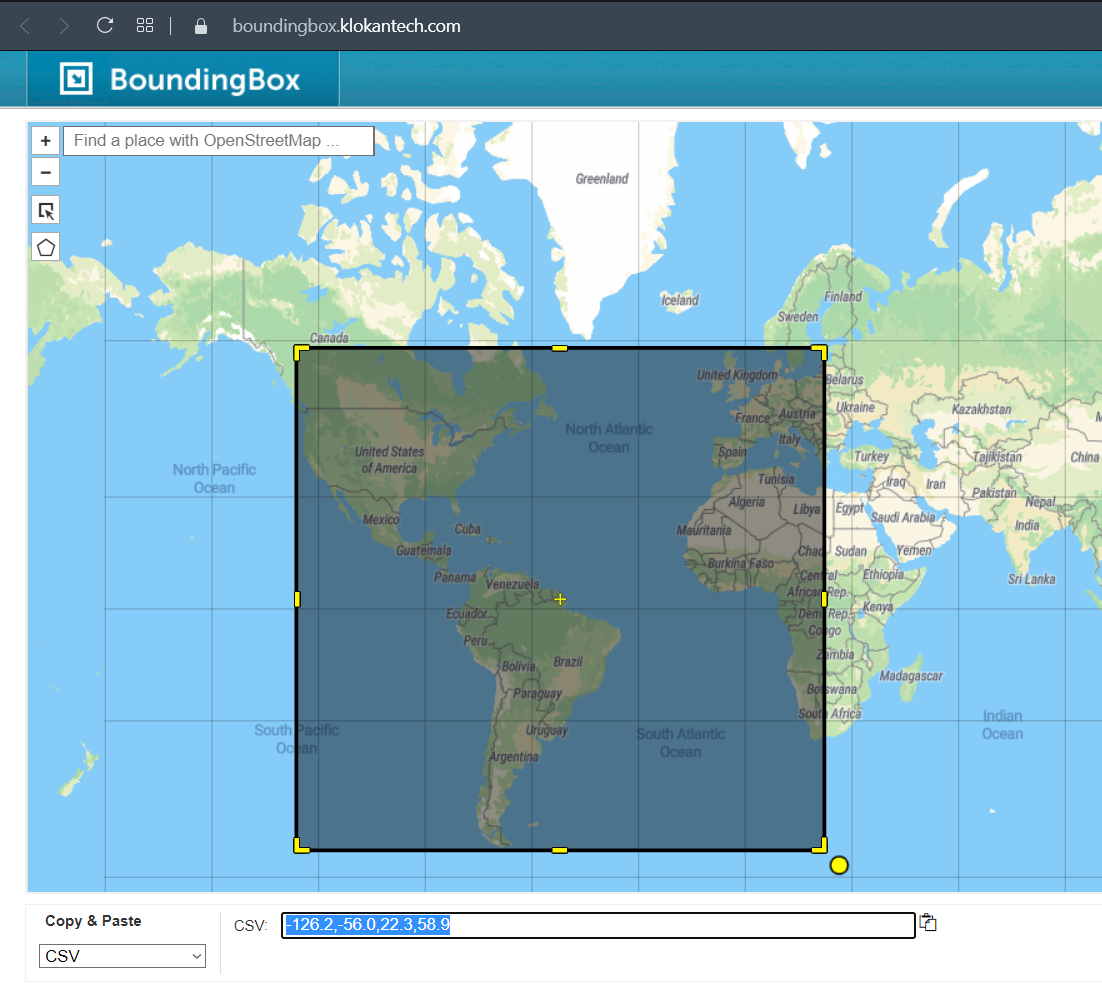 boundingbox.klokantech.com
BoundingBox
+
Find a place with OpenStreetMap ...
−
Greenland
Iceland
Finland
Sweden
Canada
United Kingdom
Belarus
Ukraine
Kazakhstan
France
Austria
North Atlantic
Ocean
Italy
United States
of America
Spain
Turkey
Tajikistan
China
North Pacific
Ocean
Tunisia
Iraq
Iran
Pakistan
Nepal
Algeria
Libya
Egypt
Saudi Arabia
India
Mexico
Cuba
Mauritania
Guatemala
Chad
Sudan
Yemen
Burkina Faso
Panama
Venezuela
Central
African Rep.
Ethiopia
Sri Lanka
Ecuador
Dem. Rep.
Congo
Kenya
Peru
Bolivia
Brazil
Zambia
Madagascar
Paraguay
Botswana
South Africa
South Pacific
Ocean
Uruguay
South Atlantic
Ocean
Indian
Ocean
Argentina
Copy & Paste
CSV
CSV:
-126.2,-56.0,22.3,58.9